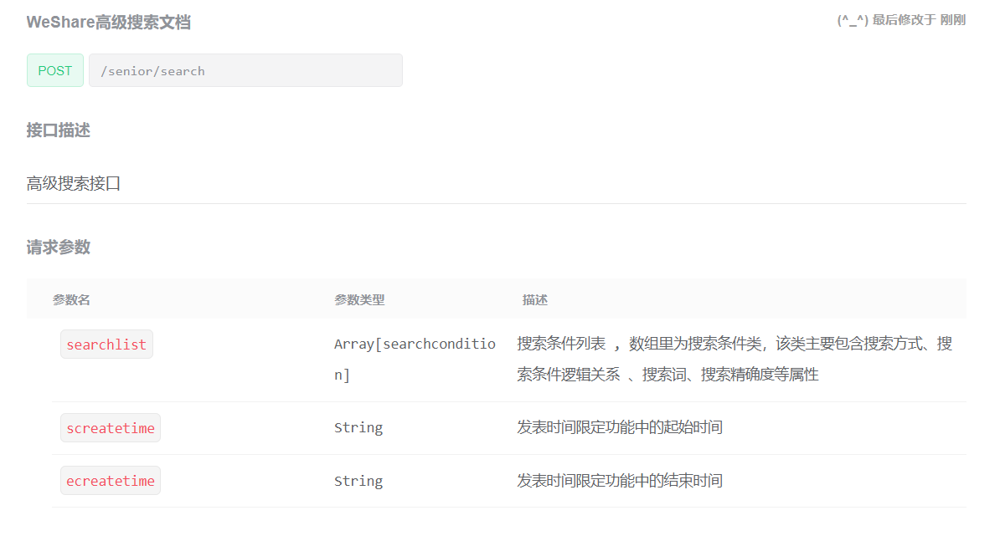 WeShare高级搜索文档
(^_^) 最后修改于 刚刚
POST /senior/search
接口描述
高级搜索接口
请求参数
参数名 参数类型 描述
searchlist Array[searchconditio 搜索条件列表 ，数组里为搜索条件类，该类主要包含搜索方式、搜
n] 索条件逻辑关系 、搜索词、搜索精确度等属性
screatetime String 发表时间限定功能中的起始时间
ecreatetime String 发表时间限定功能中的结束时间